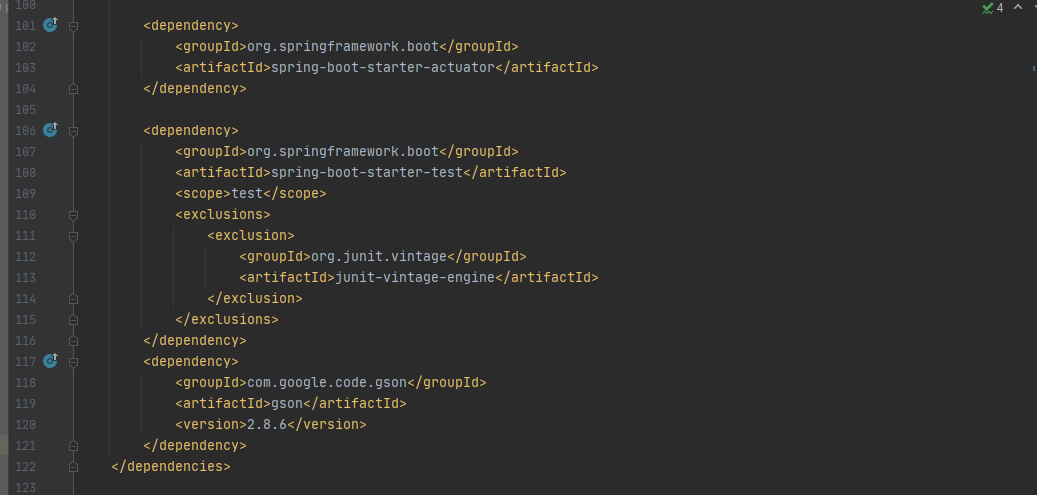 4
100
101 <dependency>
102 <groupId>org.springframework.boot</groupId>
103 <artifactId>spring-boot-starter-actuator</artifactId>
104 </dependency>
105
106 <dependency>
107 <groupId>org.springframework.boot</groupId>
108 <artifactId>spring-boot-starter-test</artifactId>
109 <scope>test</scope>
110 <exclusions>
111 <exclusion>
112 <groupId>org.junit.vintage</groupId>
113 <artifactId>junit-vintage-engine</artifactId>
114 </exclusion>
115 </exclusions>
116 </dependency>
117 <dependency>
118 <groupId>com.google.code.gson</groupId>
119 <artifactId>gson</artifactId>
120 <version>2.8.6</version>
121 </dependency>
122 </dependencies>
123